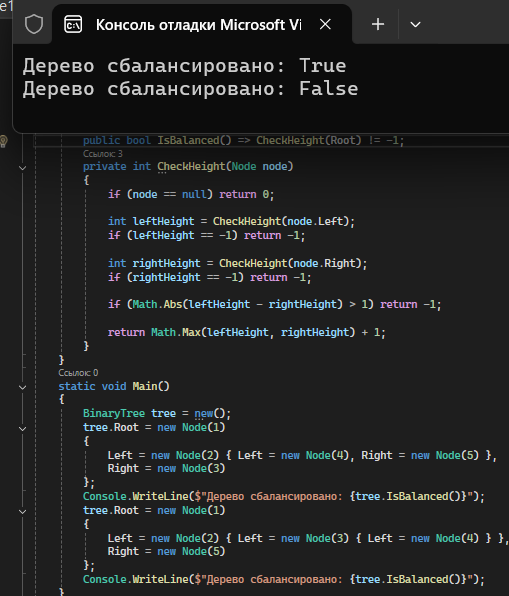 Консоль отладки Microsoft Vi
Дерево сбалансировано: True
Дерево сбалансировано: False
public bool IsBalanced() => CheckHeight(Root) != -1;
Ссылок: 3
private int CheckHeight(Node node)
{
if (node == null) return 0;
int leftHeight = CheckHeight(node.Left);
if (leftHeight == -1) return -1;
int rightHeight = CheckHeight(node.Right);
if (rightHeight == -1) return -1;
if (Math.Abs(leftHeight - rightHeight) > 1) return -1;
return Math.Max(leftHeight, rightHeight) + 1;
}
}
Ссылок: 0
static void Main()
{
BinaryTree tree = new();
tree.Root = new Node(1)
{
Left = new Node(2) { Left = new Node(4), Right = new Node(5) },
Right = new Node(3)
};
Console.WriteLine($"Дерево сбалансировано: {tree.IsBalanced()}");
tree.Root = new Node(1)
{
Left = new Node(2) { Left = new Node(3) { Left = new Node(4) } },
Right = new Node(5)
};
Console.WriteLine($"Дерево сбалансировано: {tree.IsBalanced()}");
}